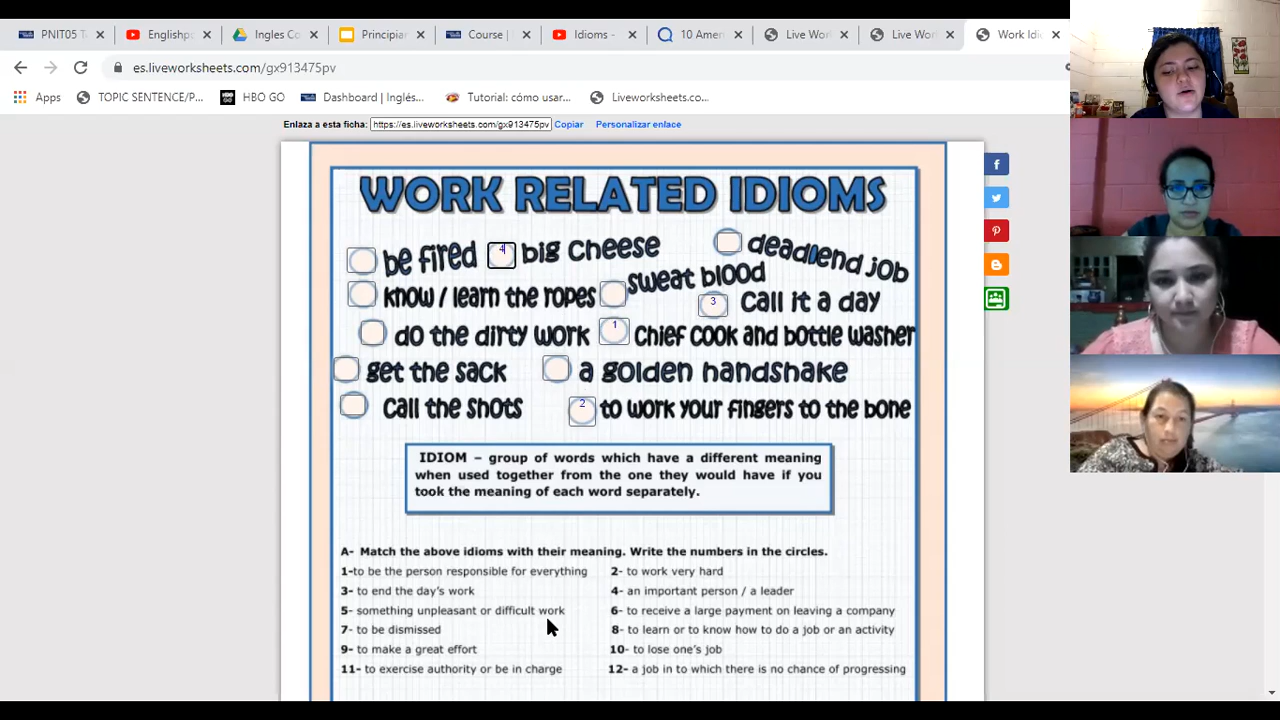 PNIT05 T
Englishp
Ingles Co
Principia
Course
Idioms -
10 Amer
Live Wor
Live Wor
Work Idi
es.liveworksheets.com/gx913475pv
Apps
TOPIC SENTENCE/P...
HBO GO
Dashboard | Inglés...
Tutorial: cómo usar...
Liveworksheets.co...
Enlaza a esta ficha: https://es.liveworksheets.com/gx913475pv Copiar Personalizar enlace
WORK RELATED IDIOMS
be fired 4 big cheese dead end job
know / learn the ropes sweat blood 3 Call it a day
do the dirty work 1 Chief cook and bottle washer
get the sack a golden handshake
Call the shots 2 to work your fingers to the bone
IDIOM – group of words which have a different meaning
when used together from the one they would have if you
took the meaning of each word separately.
A- Match the above idioms with their meaning. Write the numbers in the circles.
1-to be the person responsible for everything 2- to work very hard
3- to end the day's work 4- an important person / a leader
5- something unpleasant or difficult work 6- to receive a large payment on leaving a company
7- to be dismissed 8- to learn or to know how to do a job or an activity
9- to make a great effort 10- to lose one's job
11- to exercise authority or be in charge 12- a job in to which there is no chance of progressing